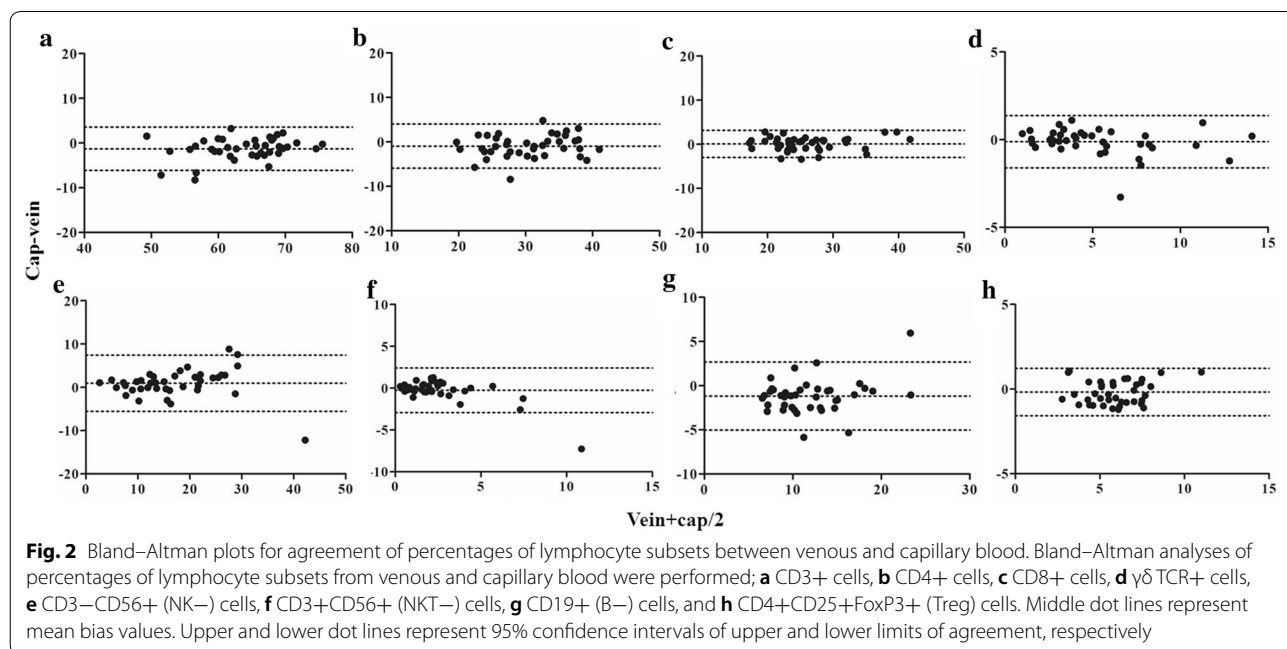 a
b
c
d
20
10
0
-10
-20
40 50 60 70 80
20
10
0
-10
-20
10 20 30 40 50
20
10
0
-10
-20
10 20 30 40 50
5
0
-5
0 5 10 15
Cap-vein
e
f
g
h
20
10
0
-10
-20
0 10 20 30 40 50
10
5
0
-5
-10
0 5 10 15
10
5
0
-5
-10
0 10 20 30
5
0
-5
0 5 10 15
Vein+cap/2
Fig. 2 Bland–Altman plots for agreement of percentages of lymphocyte subsets between venous and capillary blood. Bland–Altman analyses of
percentages of lymphocyte subsets from venous and capillary blood were performed; a CD3+ cells, b CD4+ cells, c CD8+ cells, d γδ TCR+ cells,
e CD3−CD56+ (NK−) cells, f CD3+CD56+ (NKT−) cells, g CD19+ (B−) cells, and h CD4+CD25+FoxP3+ (Treg) cells. Middle dot lines represent
mean bias values. Upper and lower dot lines represent 95% confidence intervals of upper and lower limits of agreement, respectively